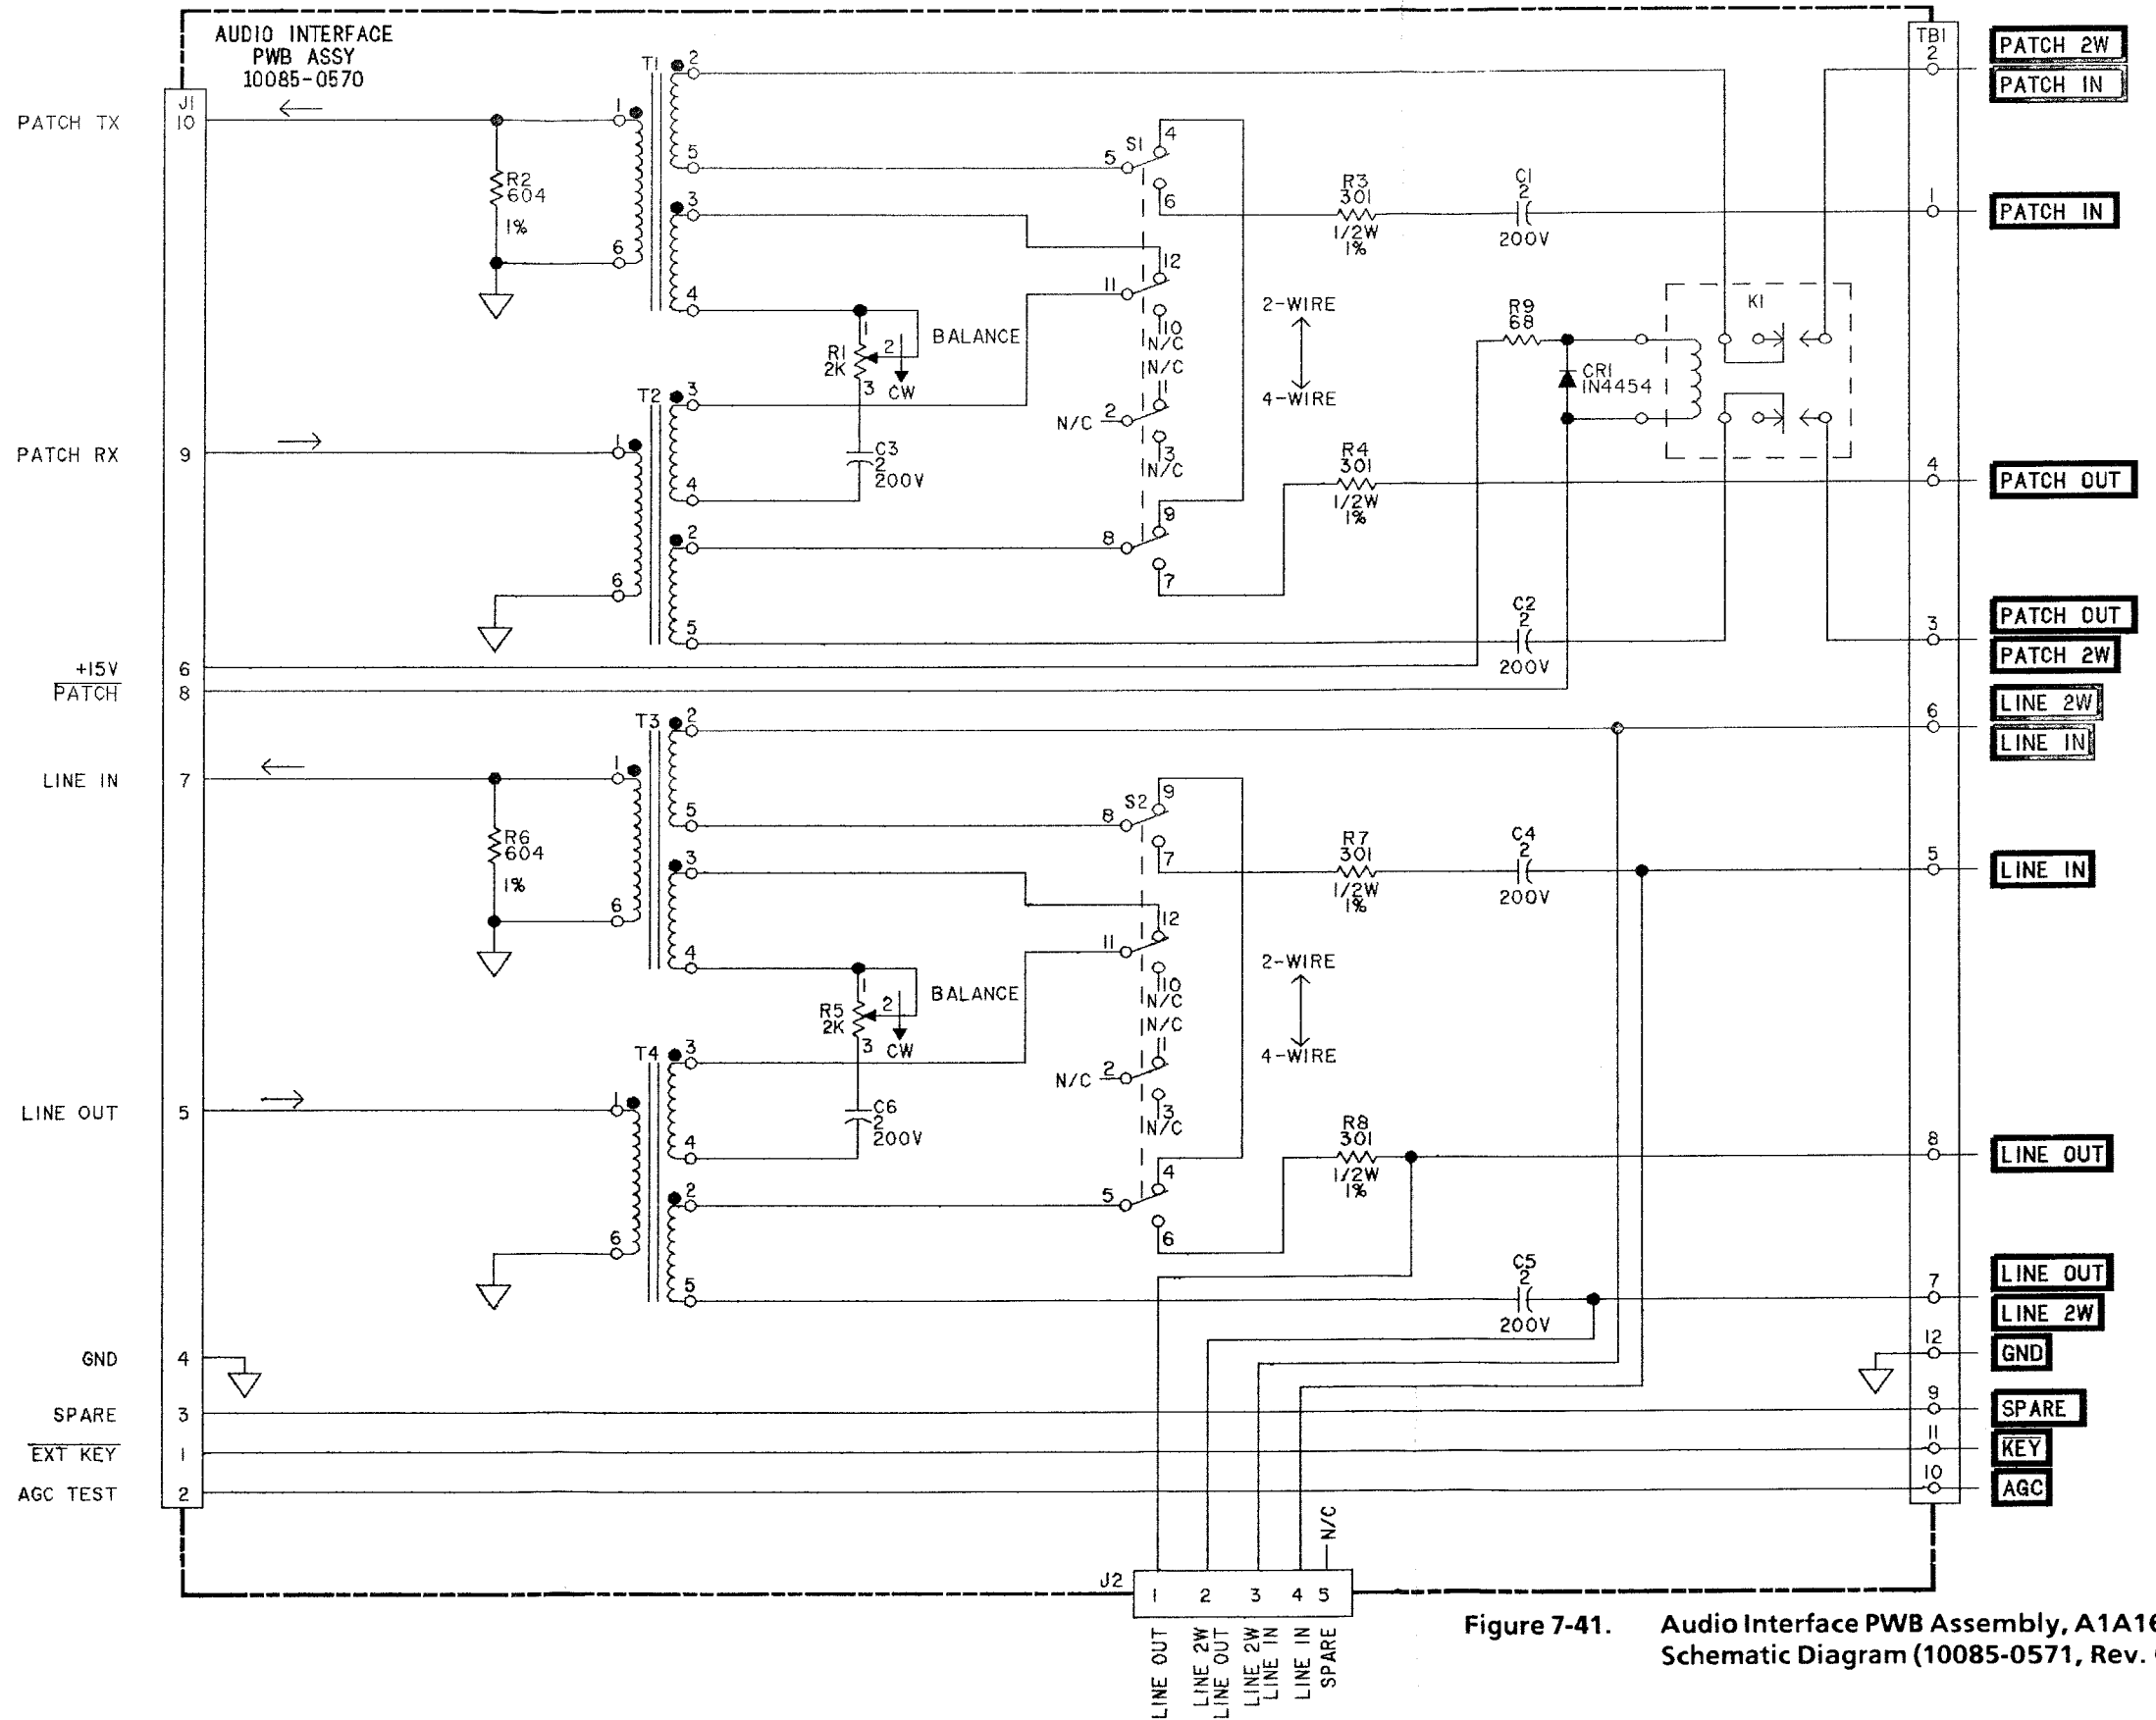 AUDIO INTERFACE
PWB ASSY
10085-0570
J1
PATCH TX 10
PATCH RX 9
+15V 6
PATCH 8
LINE IN 7
LINE OUT 5
GND 4
SPARE 3
EXT KEY 1
AGC TEST 2
T1
1
6
2
5
3
4
R2
604
1%
T2
1
6
3
4
2
5
R1
2K
1
2
3
CW
BALANCE
C3
2
200V
S1
5
4
6
11
12
10
N/C
N/C
1
N/C 2
3
N/C
8
9
7
2-WIRE
4-WIRE
R3
301
1/2W
1%
C1
2
200V
R9
68
CR1
1N4454
K1
R4
301
1/2W
1%
C2
2
200V
T3
1
6
2
5
3
4
R6
604
1%
T4
1
6
3
4
2
5
R5
2K
1
2
3
CW
BALANCE
C6
2
200V
S2
8
9
7
11
12
10
N/C
N/C
1
N/C 2
3
N/C
5
4
6
2-WIRE
4-WIRE
R7
301
1/2W
1%
C4
2
200V
R8
301
1/2W
1%
C5
2
200V
TB1
2
PATCH 2W
PATCH IN
1
PATCH IN
4
PATCH OUT
3
PATCH OUT
PATCH 2W
6
LINE 2W
LINE IN
5
LINE IN
8
LINE OUT
7
LINE OUT
LINE 2W
12
GND
9
SPARE
11
KEY
10
AGC
N/C
J2
1 2 3 4 5
LINE OUT
LINE 2W
LINE OUT
LINE 2W
LINE IN
LINE IN
SPARE
Figure 7-41. Audio Interface PWB Assembly, A1A16
Schematic Diagram (10085-0571, Rev.